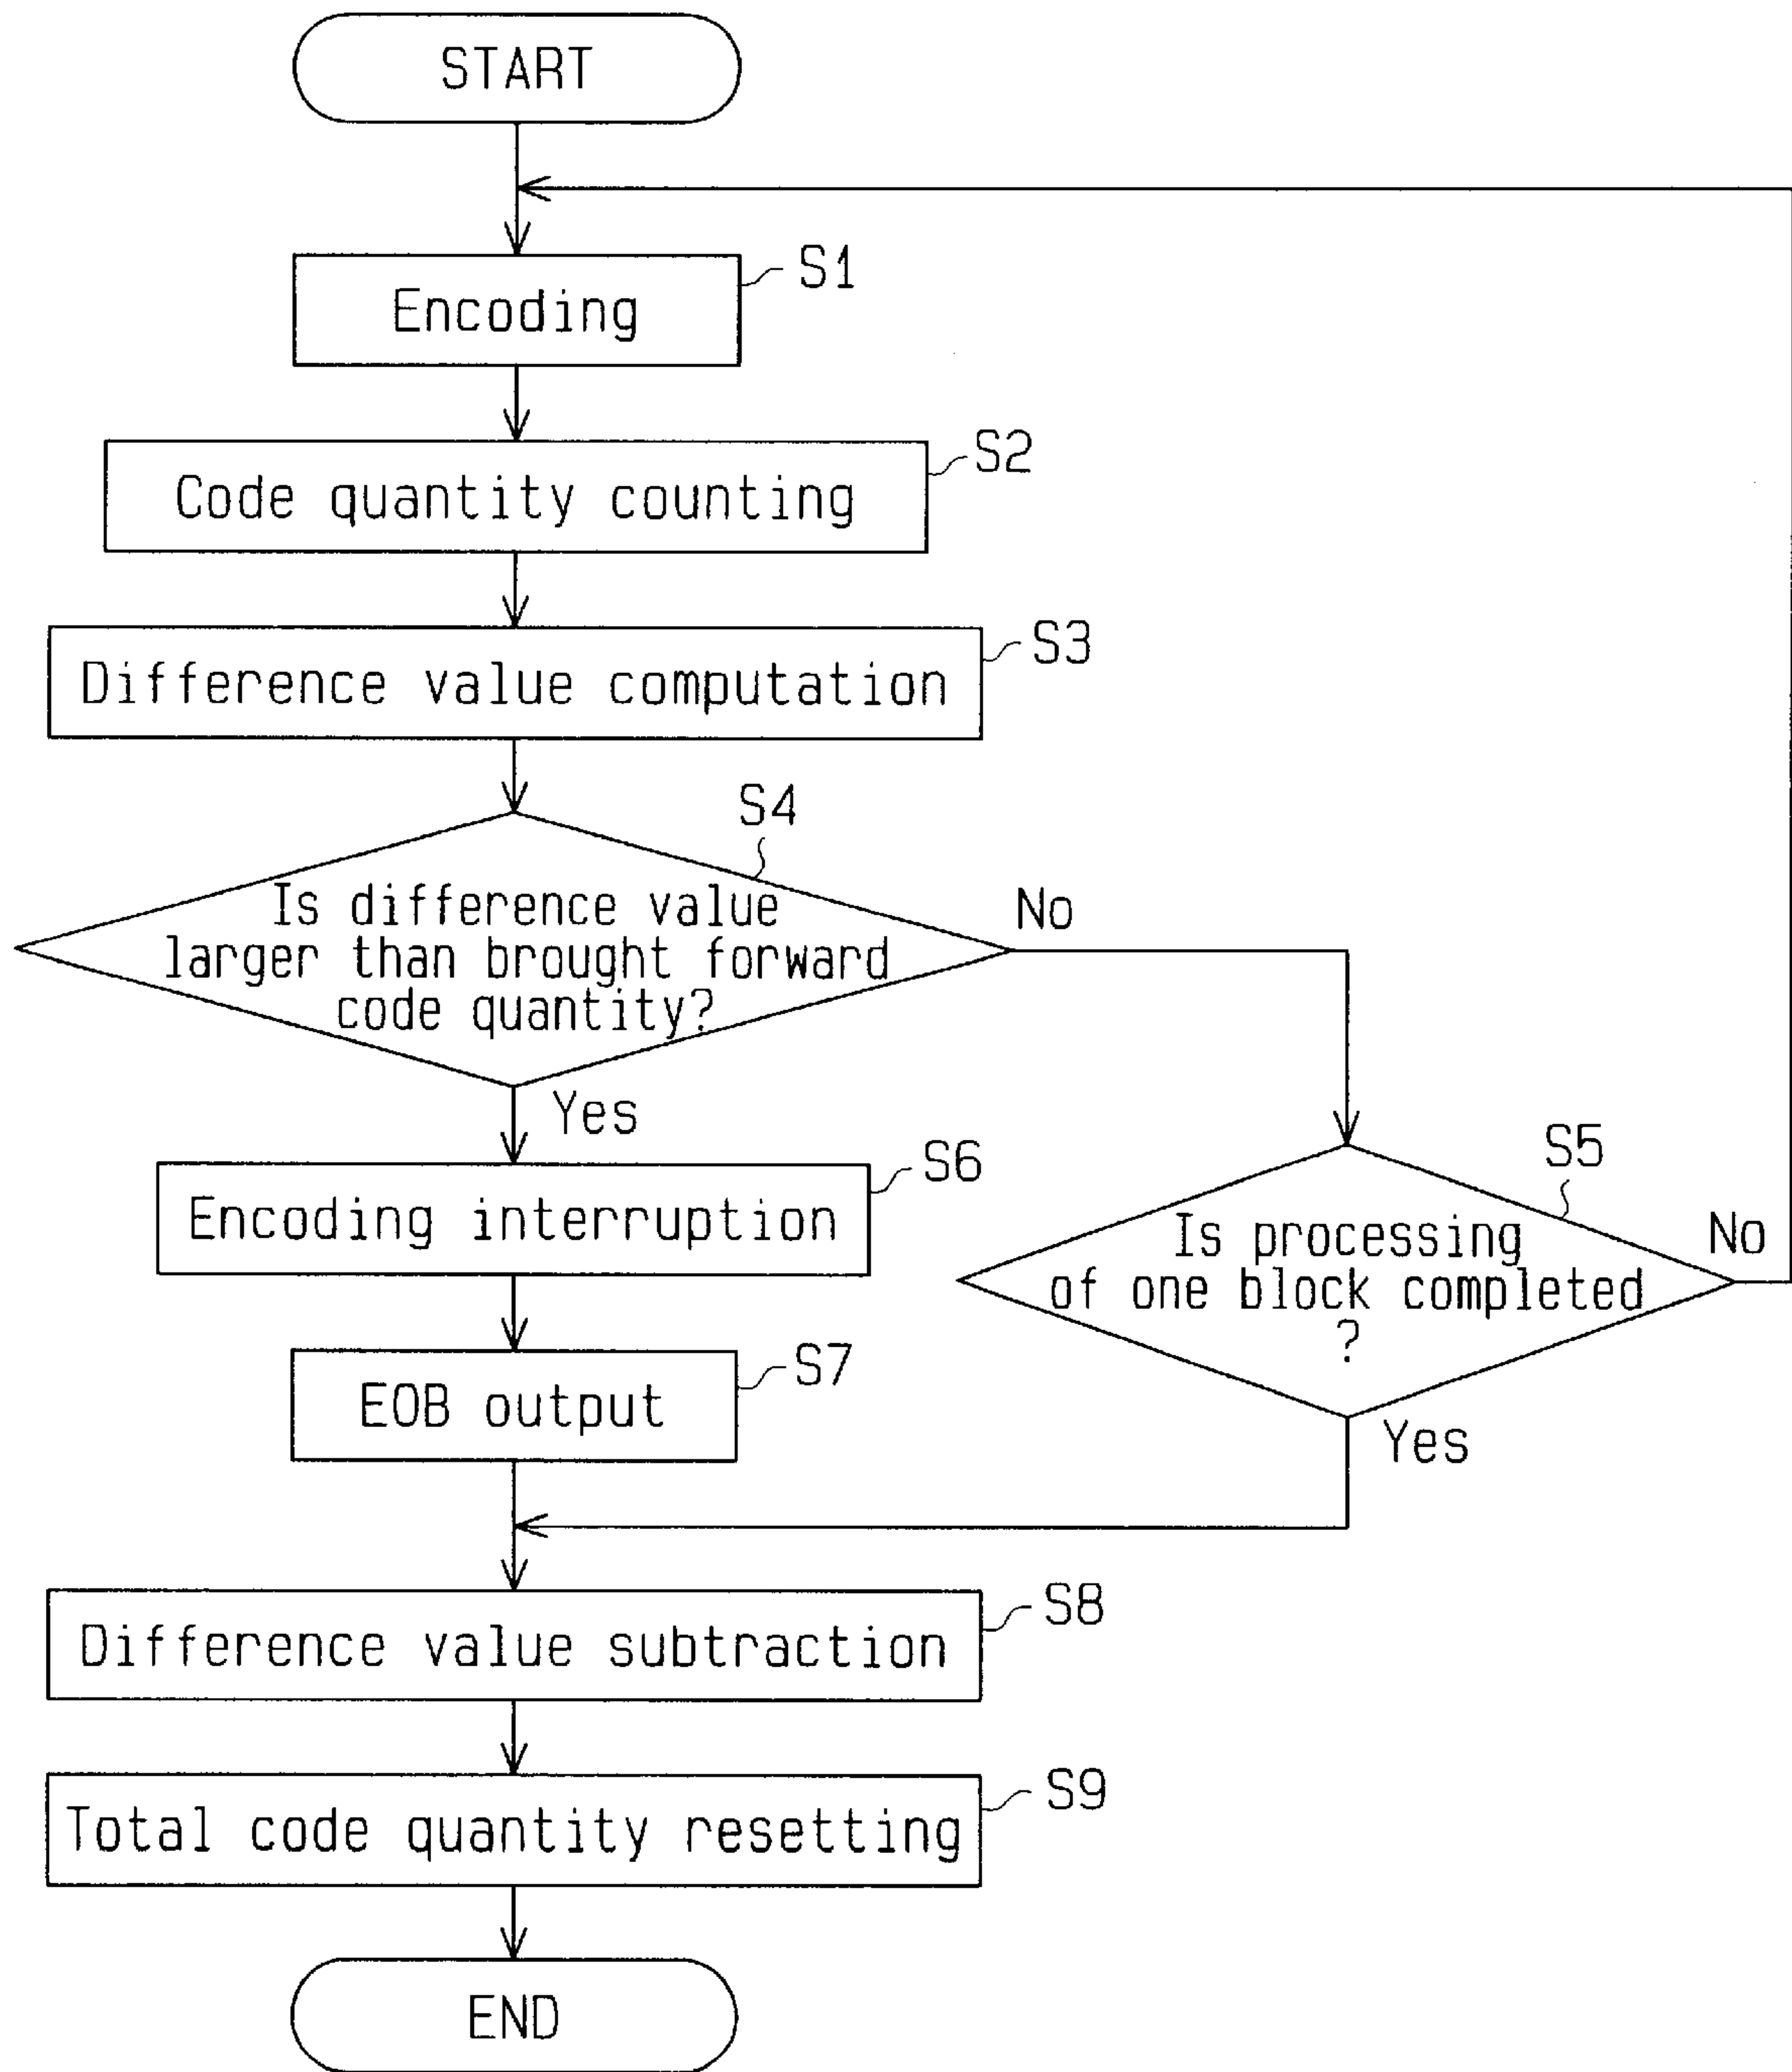 START
S1
Encoding
S2
Code quantity counting
S3
Difference value computation
S4
Is difference value
larger than brought forward
code quantity?
No
Yes
S5
Is processing
of one block completed
?
No
Yes
S6
Encoding interruption
S7
EOB output
S8
Difference value subtraction
S9
Total code quantity resetting
END